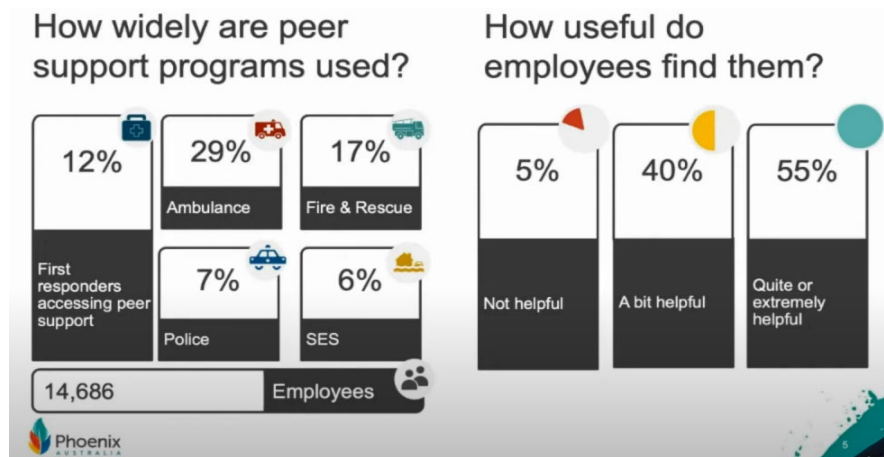 How widely are peer
support programs used?
12%
First
responders
accessing peer
support
29%
Ambulance
17%
Fire & Rescue
7%
Police
6%
SES
14,686
Employees
How useful do
employees find them?
5%
Not helpful
40%
A bit helpful
55%
Quite or
extremely
helpful
Phoenix
AUSTRALIA
5